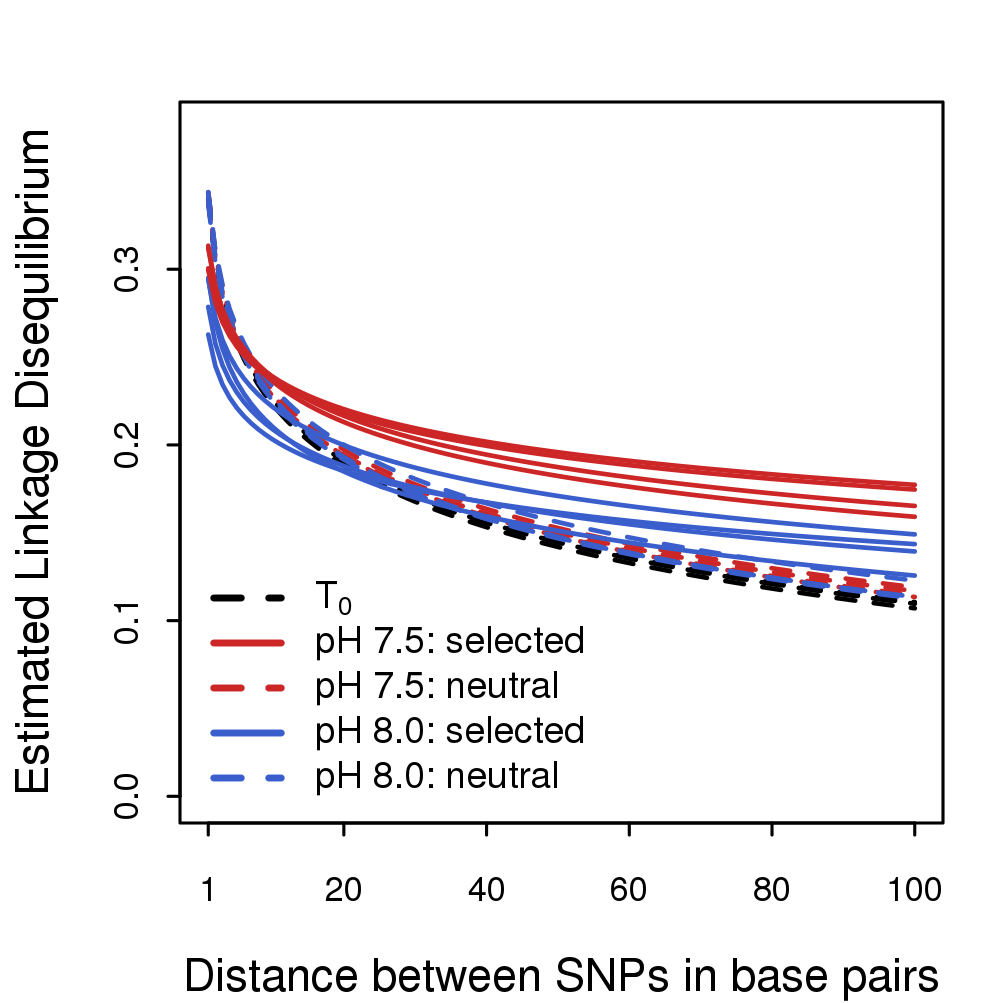 Estimated Linkage Disequilibrium
0.3
0.2
0.1
0.0
T₀
pH 7.5: selected
pH 7.5: neutral
pH 8.0: selected
pH 8.0: neutral
1 20 40 60 80 100
Distance between SNPs in base pairs